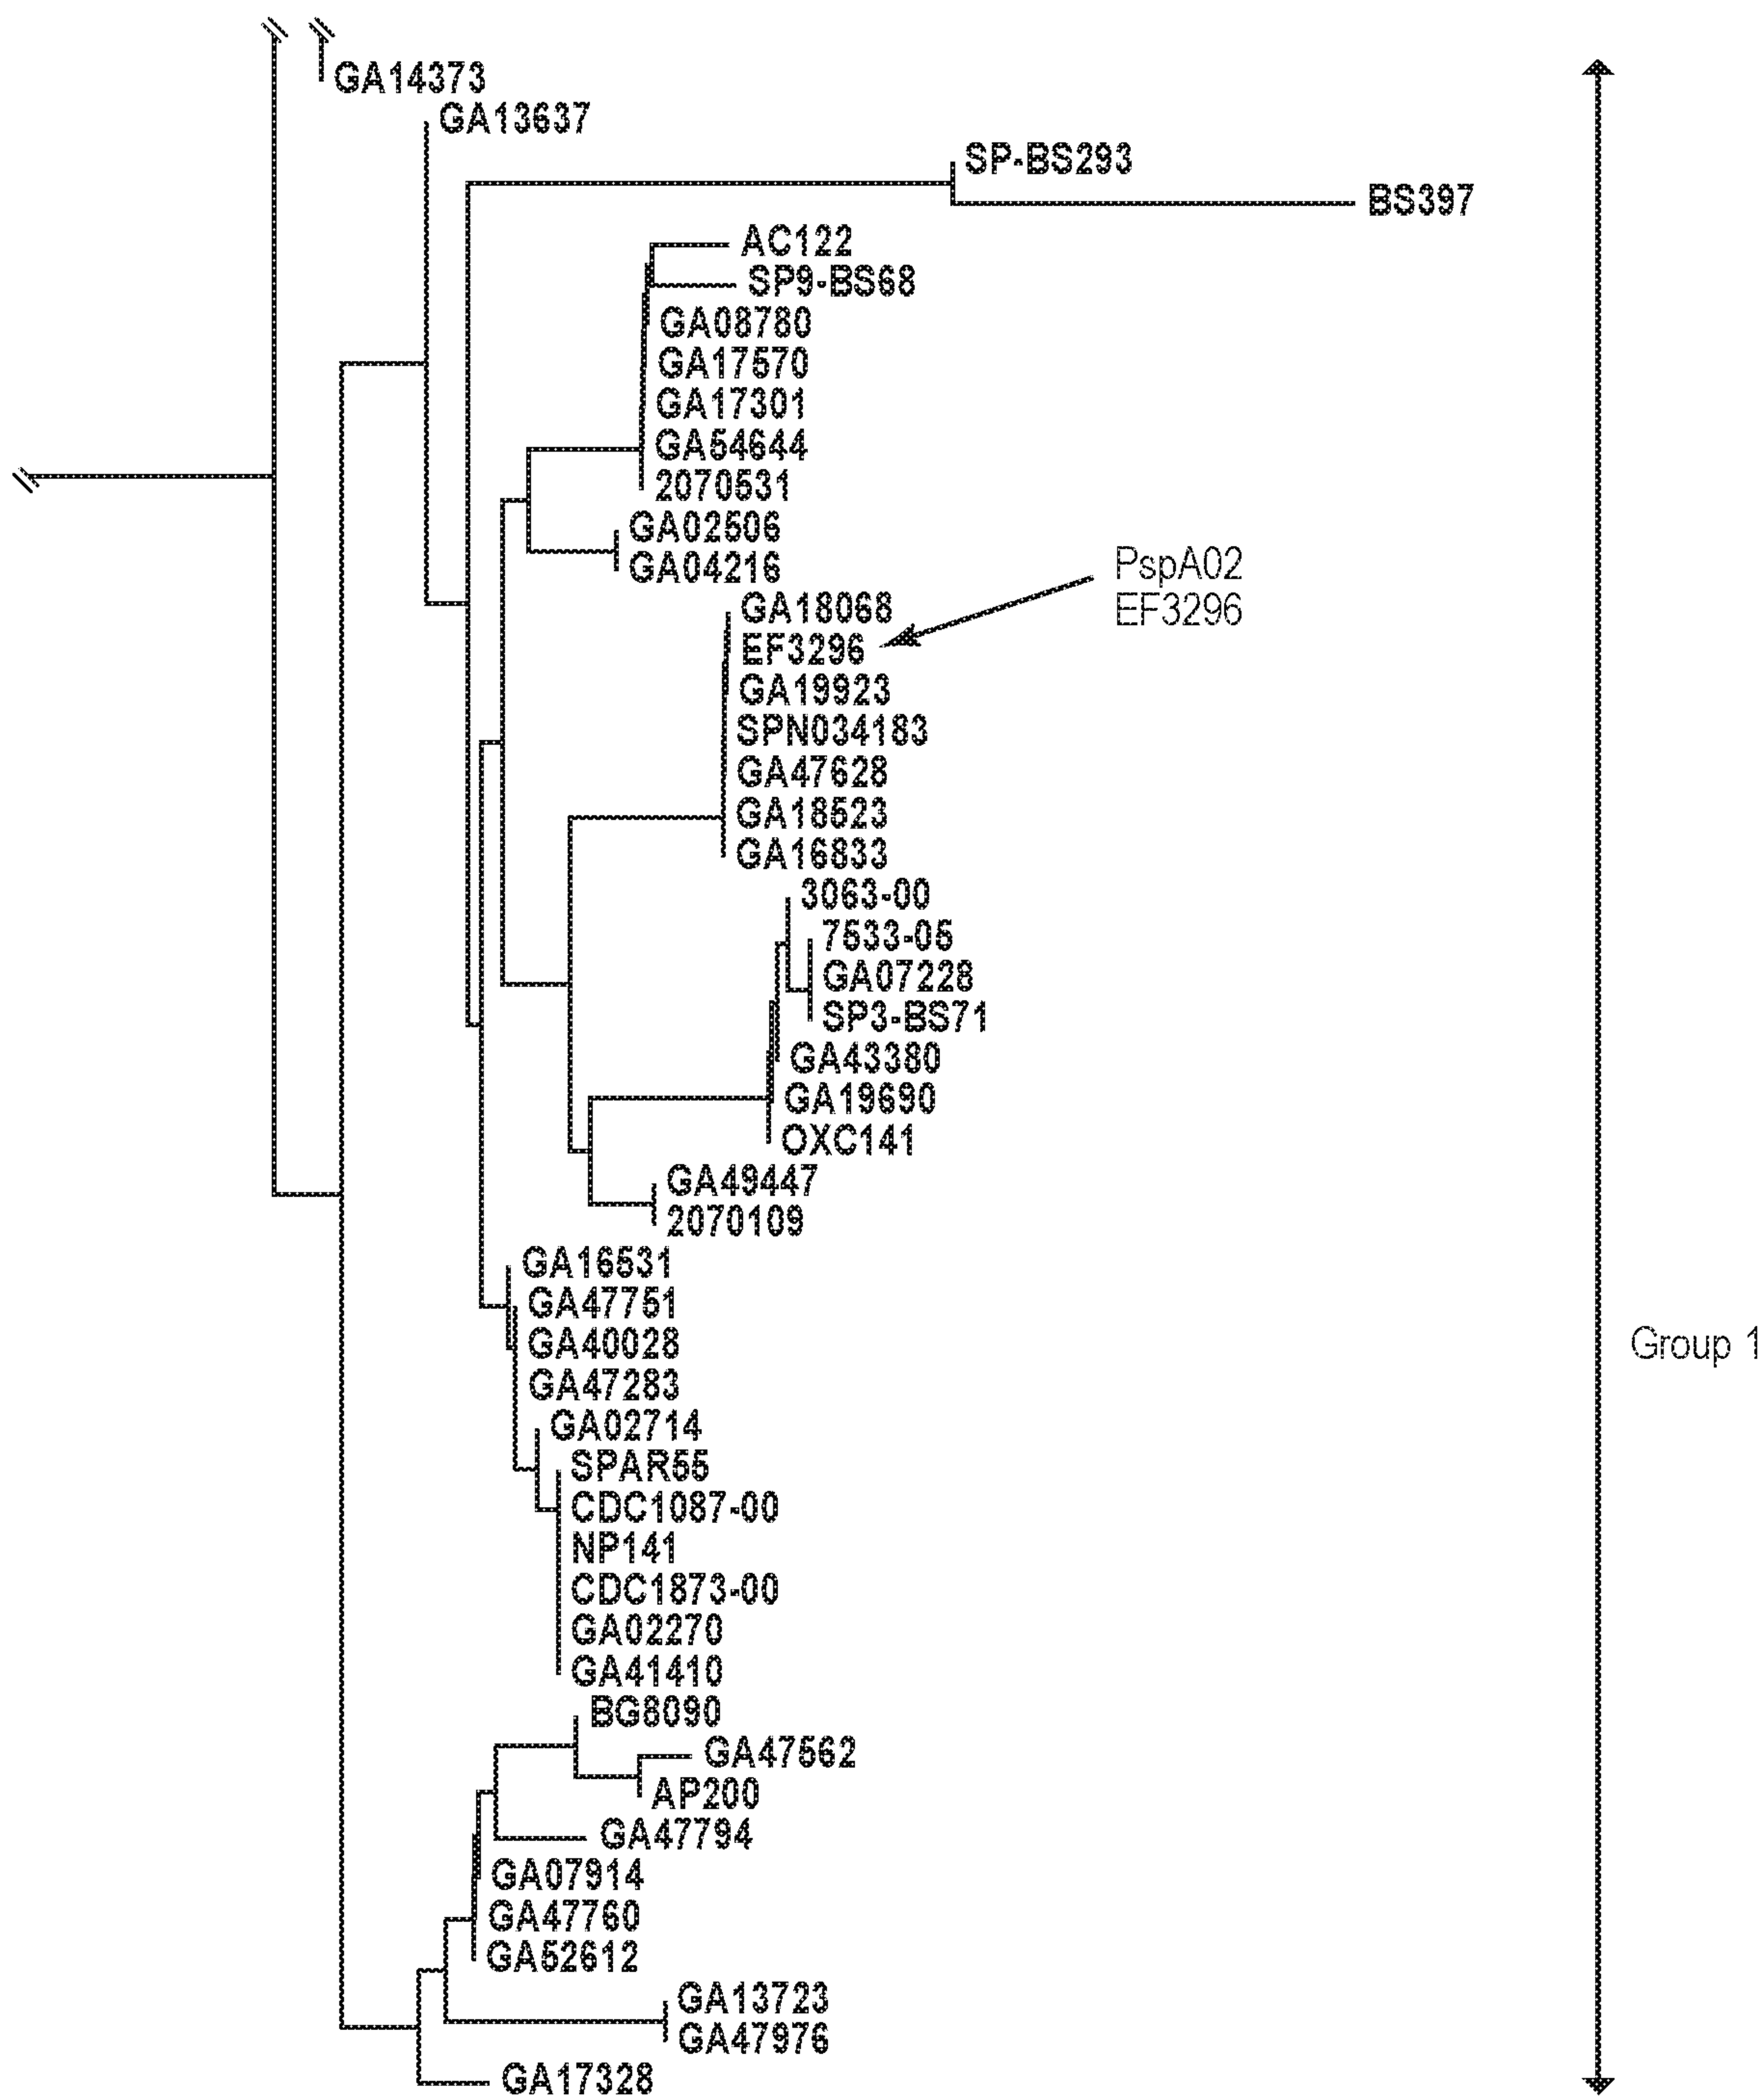 GA14373
GA13637
SP-BS293
BS397
AC122
SP9-BS68
GA08780
GA17570
GA17301
GA54644
2070531
GA02506
GA04216
PspA02
EF3296
GA18068
EF3296
GA19923
SPN034183
GA47628
GA18523
GA16833
3063-00
7533-05
GA07228
SP3-BS71
GA43380
GA19690
OXC141
GA49447
2070109
GA16531
GA47751
GA40028
Group 1
GA47283
GA02714
SPAR55
CDC1087-00
NP141
CDC1873-00
GA02270
GA41410
BG8090
GA47562
AP200
GA47794
GA07914
GA47760
GA52612
GA13723
GA47976
GA17328